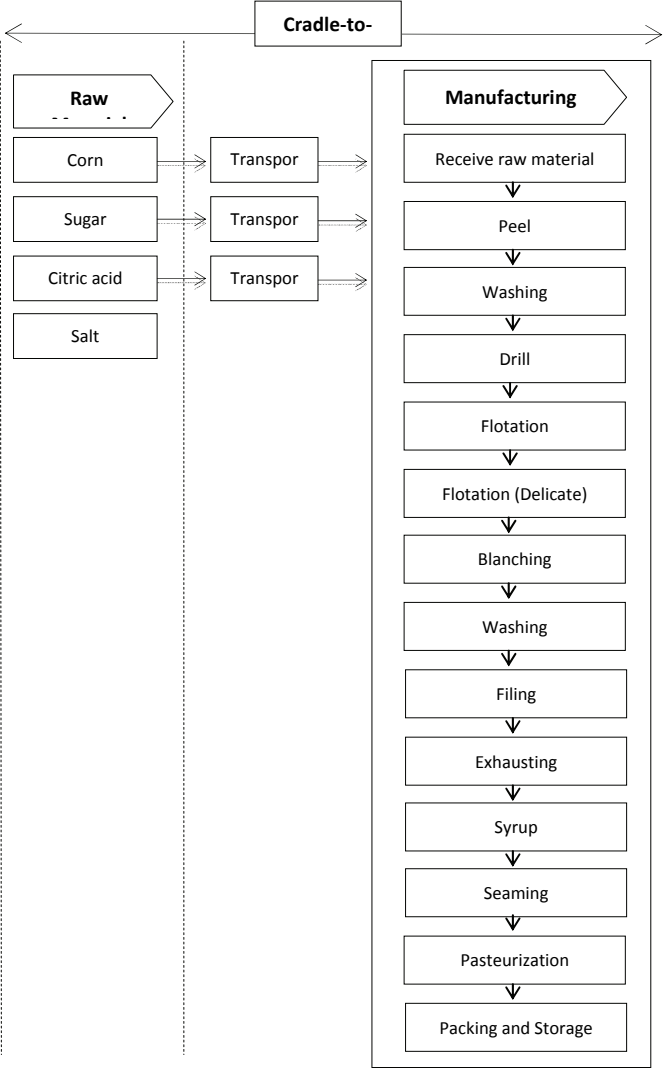 Cradle-to-
Raw
Manufacturing
Corn
Transpor
Receive raw material
Sugar
Transpor
Peel
Citric acid
Transpor
Washing
Salt
Drill
Flotation
Flotation (Delicate)
Blanching
Washing
Filing
Exhausting
Syrup
Seaming
Pasteurization
Packing and Storage